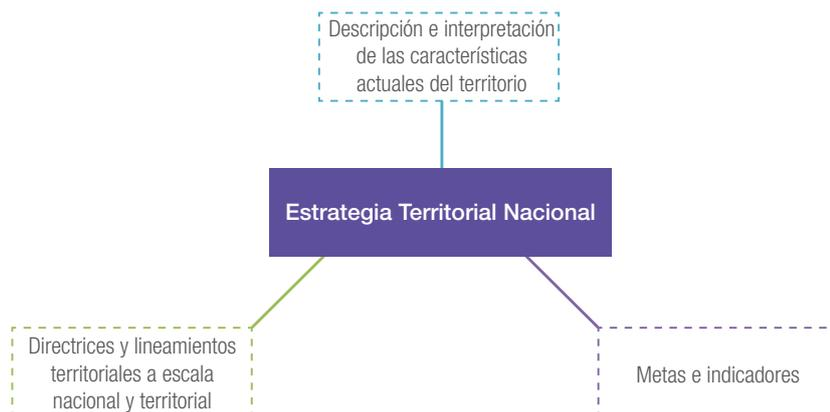 Descripción e interpretación
de las características
actuales del territorio
Estrategia Territorial Nacional
Directrices y lineamientos
territoriales a escala
nacional y territorial
Metas e indicadores